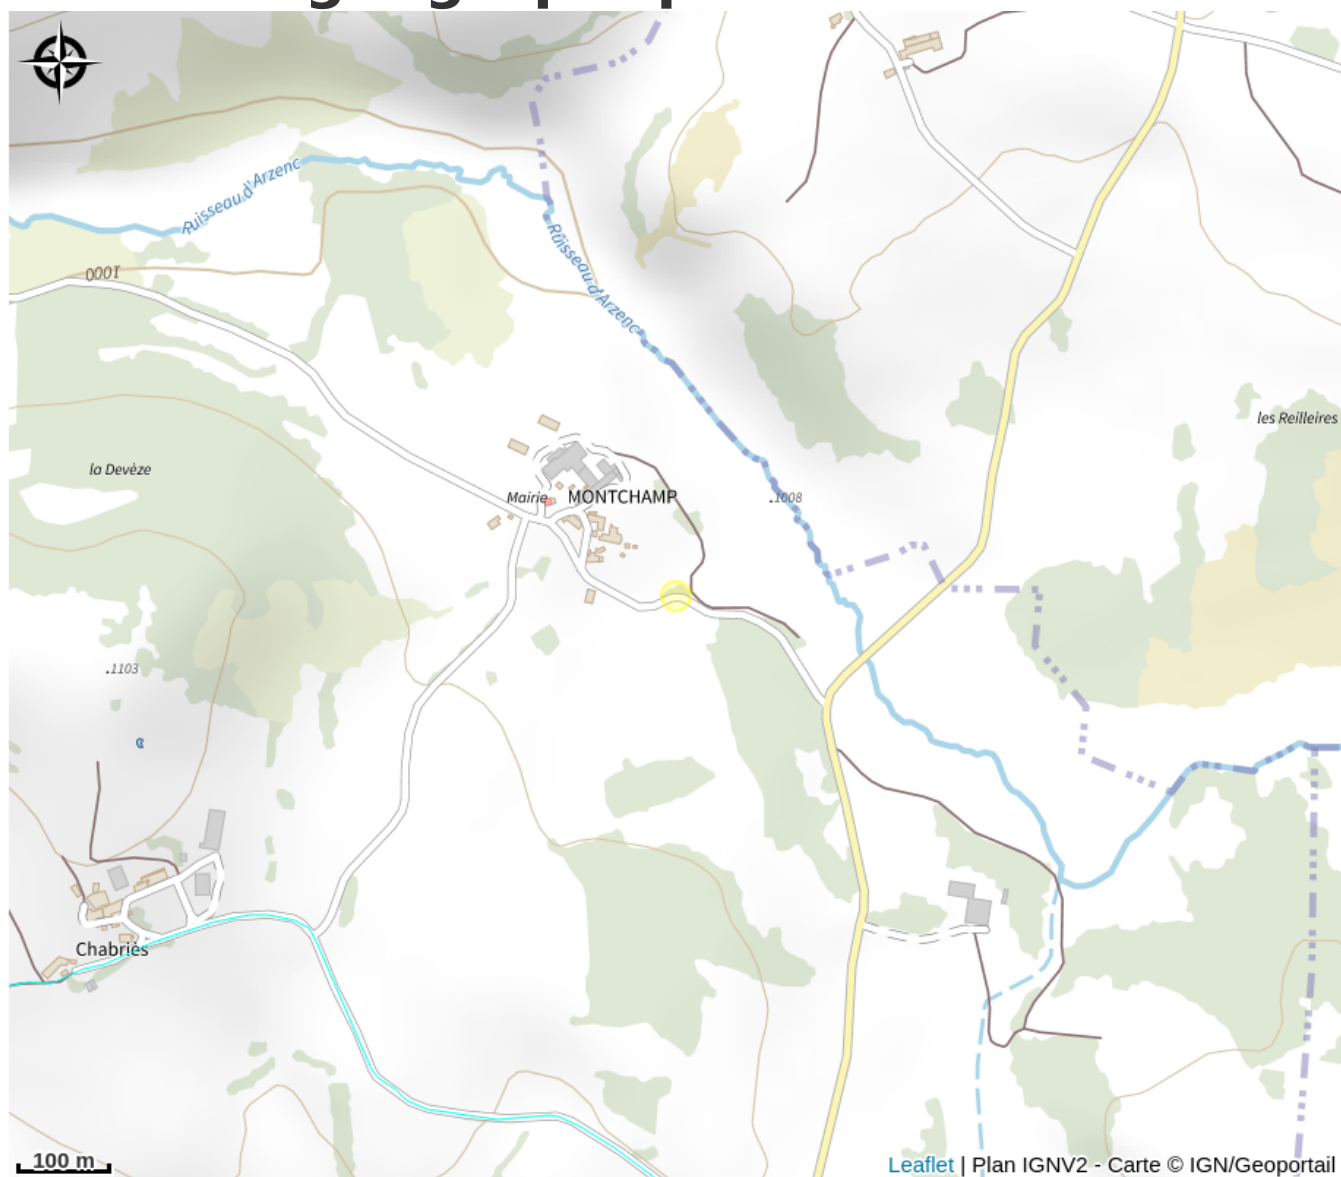 Ruisseau d'Arzenc
Ruisseau d'Arzenc
1000
les Reilleires
la Devèze
Mairie
MONTCHAMP
.1008
.1103
Chabriès
100 m
Leaflet | Plan IGNV2 - Carte © IGN/Geoportail